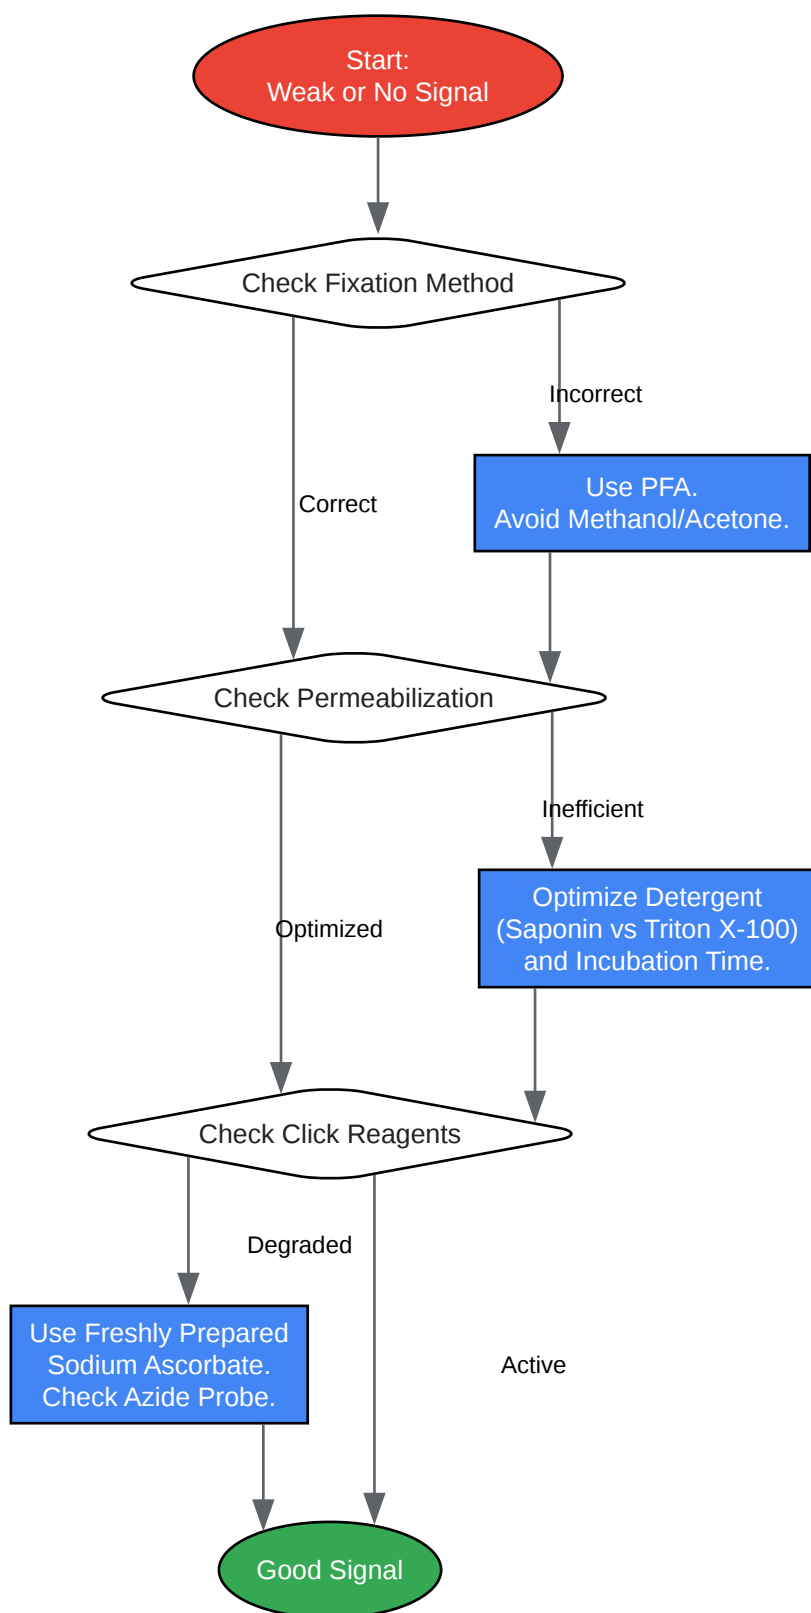 Start:
Weak or No Signal
Check Fixation Method
Incorrect
Use PFA.
Avoid Methanol/Acetone.
Correct
Check Permeabilization
Inefficient
Optimize Detergent
(Saponin vs Triton X-100)
and Incubation Time.
Optimized
Check Click Reagents
Degraded
Use Freshly Prepared
Sodium Ascorbate.
Check Azide Probe.
Active
Good Signal